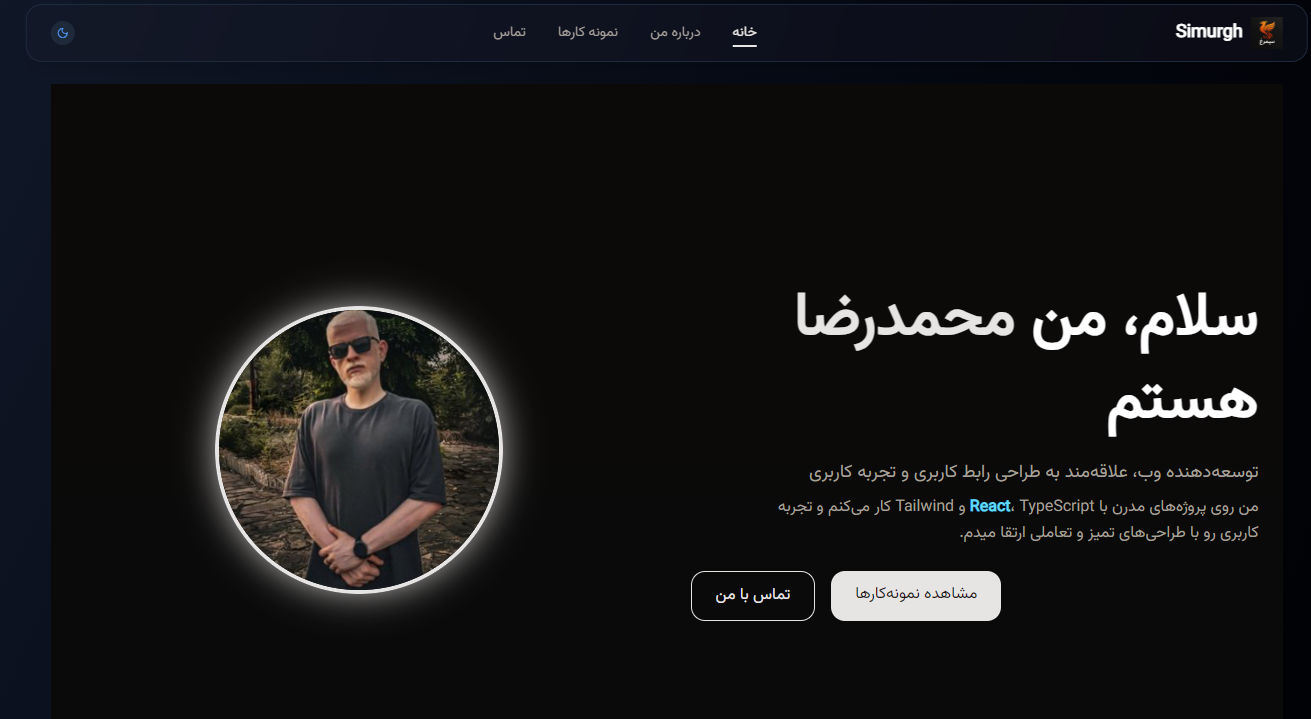 Simurgh
سیمرغ
خانه
درباره من
نمونه کارها
تماس
سلام، من محمدرضا
هستم
توسعه‌دهنده وب، علاقه‌مند به طراحی رابط کاربری و تجربه کاربری
من روی پروژه‌های مدرن با React، TypeScript و Tailwind کار می‌کنم و تجربه
کاربری رو با طراحی‌های تمیز و تعاملی ارتقا میدم.
مشاهده نمونه‌کارها
تماس با من